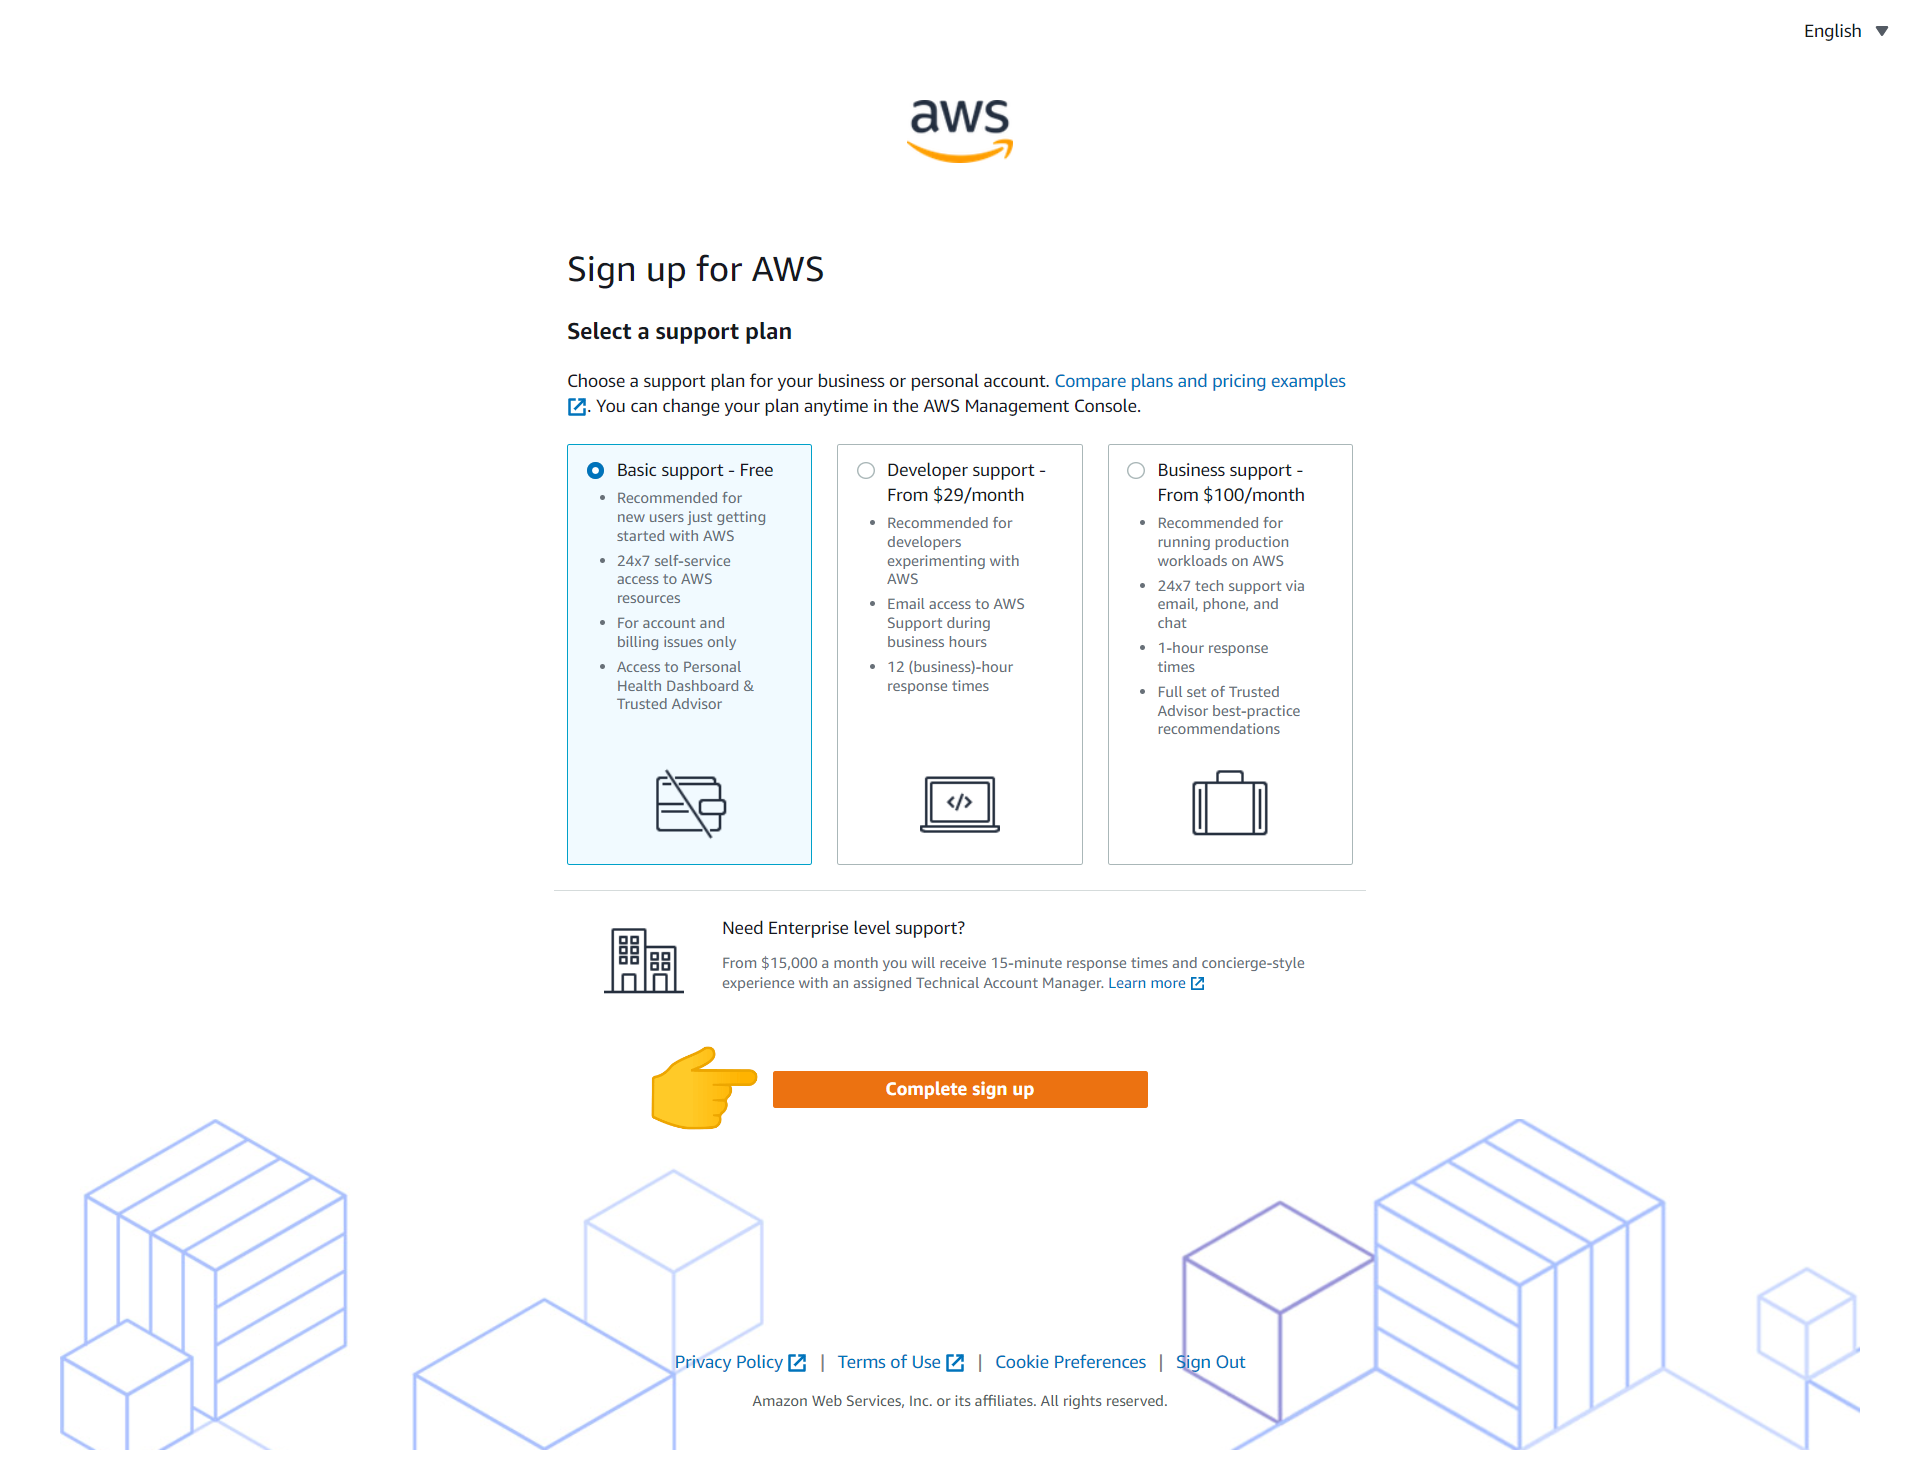 English
aws
Sign up for AWS
Select a support plan
Choose a support plan for your business or personal account. Compare plans and pricing examples
. You can change your plan anytime in the AWS Management Console.
Basic support - Free
Recommended for
new users just getting
started with AWS
24x7 self-service
access to AWS
resources
For account and
billing issues only
Access to Personal
Health Dashboard &
Trusted Advisor
Developer support -
From $29/month
Recommended for
developers
experimenting with
AWS
Email access to AWS
Support during
business hours
12 (business)-hour
response times
</>
Business support -
From $100/month
Recommended for
running production
workloads on AWS
24x7 tech support via
email, phone, and
chat
1-hour response
times
Full set of Trusted
Advisor best-practice
recommendations
Need Enterprise level support?
From $15,000 a month you will receive 15-minute response times and concierge-style
experience with an assigned Technical Account Manager. Learn more
Complete sign up
Privacy Policy | Terms of Use | Cookie Preferences | Sign Out
Amazon Web Services, Inc. or its affiliates. All rights reserved.